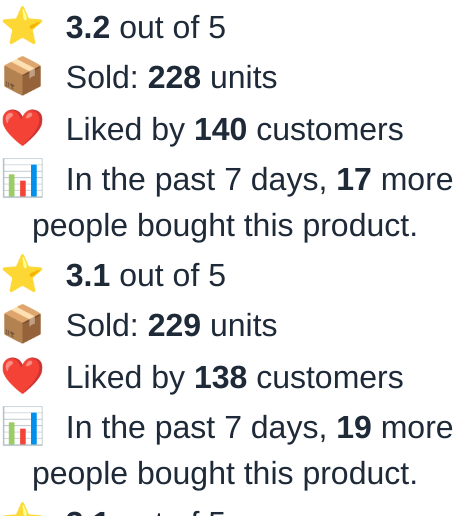 ⭐ 3.2 out of 5
📦 Sold: 228 units
❤️ Liked by 140 customers
📊 In the past 7 days, 17 more
people bought this product.
⭐ 3.1 out of 5
📦 Sold: 229 units
❤️ Liked by 138 customers
📊 In the past 7 days, 19 more
people bought this product.